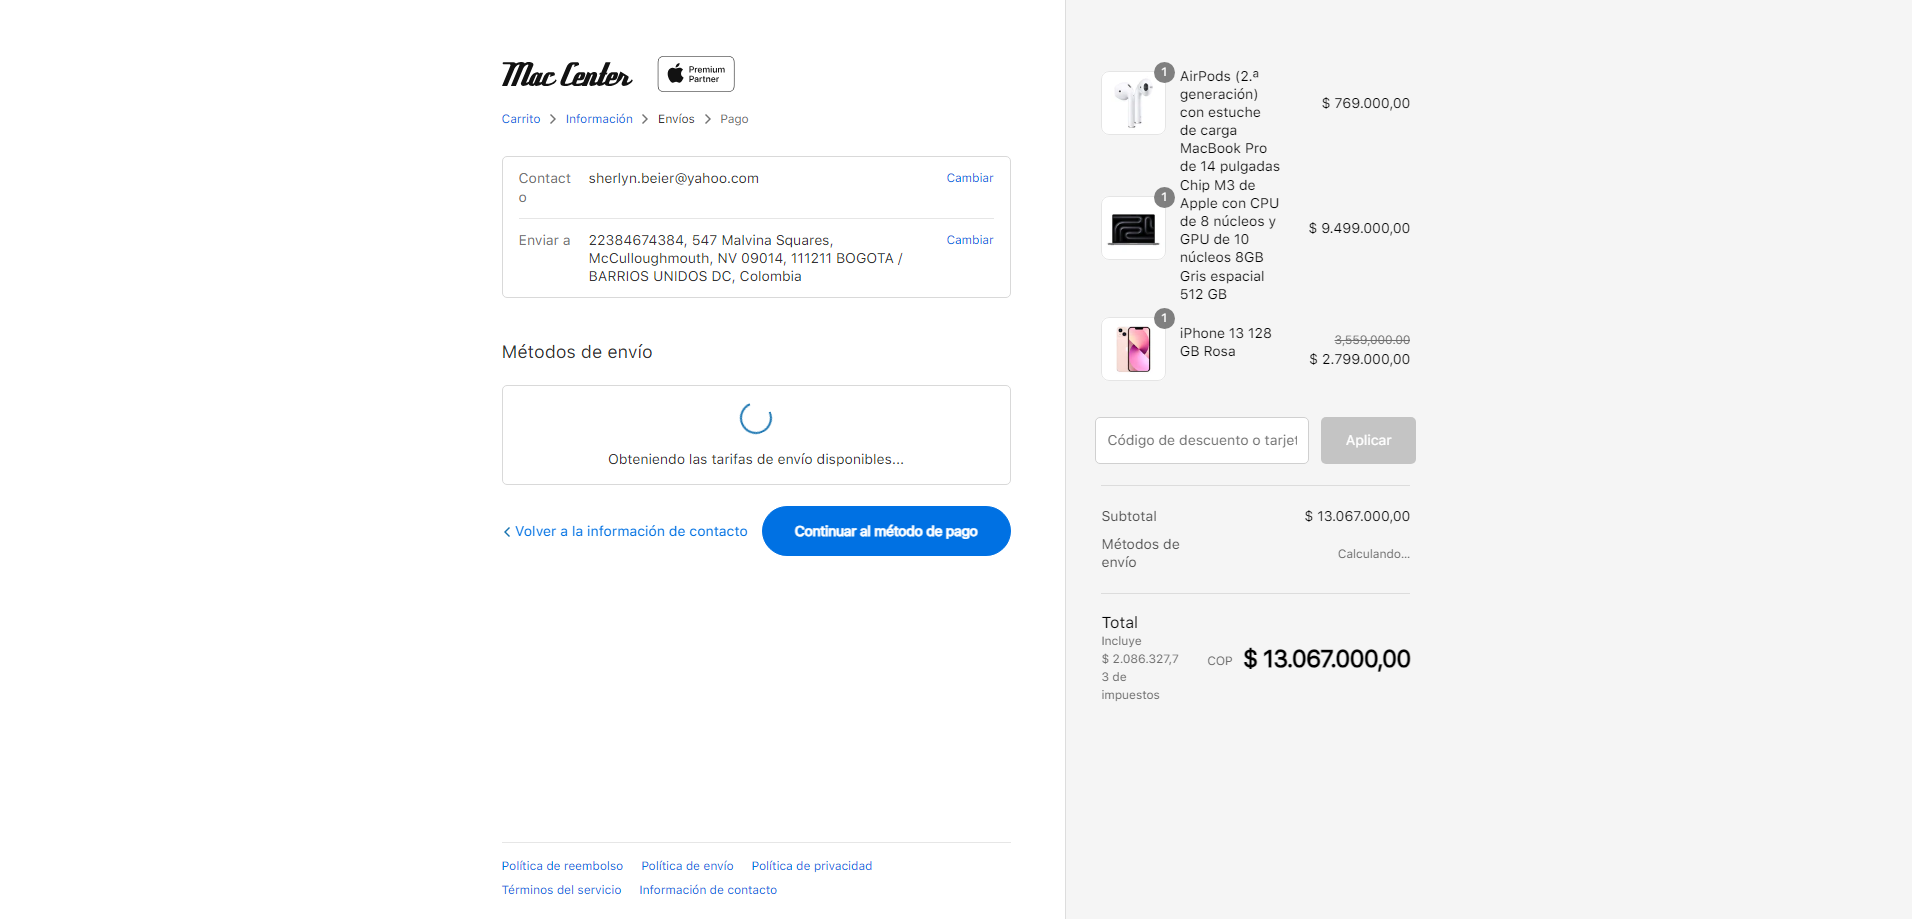 Mac Center
Premium
Partner
Carrito
Información
Envíos
Pago
Contact
o
sherlyn.beier@yahoo.com
Cambiar
Enviar a
22384674384, 547 Malvina Squares,
McCulloughmouth, NV 09014, 111211 BOGOTA /
BARRIOS UNIDOS DC, Colombia
Cambiar
Métodos de envío
Obteniendo las tarifas de envío disponibles...
Volver a la información de contacto
Continuar al método de pago
Política de reembolso
Política de envío
Política de privacidad
Términos del servicio
Información de contacto
1
AirPods (2.ª
generación)
con estuche
de carga
$ 769.000,00
1
MacBook Pro
de 14 pulgadas
Chip M3 de
Apple con CPU
de 8 núcleos y
GPU de 10
núcleos 8GB
Gris espacial
512 GB
$ 9.499.000,00
1
iPhone 13 128
GB Rosa
3,559,000.00
$ 2.799.000,00
Código de descuento o tarjet
Aplicar
Subtotal
$ 13.067.000,00
Métodos de
envío
Calculando...
Total
Incluye
$ 2.086.327,7
3 de
impuestos
COP
$ 13.067.000,00